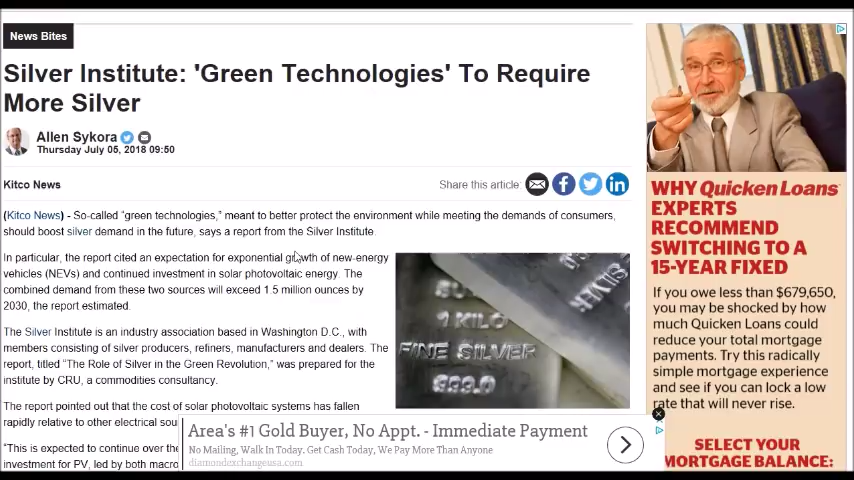 News Bites
Silver Institute: 'Green Technologies' To Require
More Silver
Allen Sykora
Thursday July 05, 2018 09:50
Kitco News
Share this article:
(Kitco News) - So-called "green technologies," meant to better protect the environment while meeting the demands of consumers,
should boost silver demand in the future, says a report from the Silver Institute.
In particular, the report cited an expectation for exponential growth of new-energy
vehicles (NEVs) and continued investment in solar photovoltaic energy. The
combined demand from these two sources will exceed 1.5 million ounces by
2030, the report estimated.
The Silver Institute is an industry association based in Washington D.C., with
members consisting of silver producers, refiners, manufacturers and dealers. The
report, titled "The Role of Silver in the Green Revolution," was prepared for the
institute by CRU, a commodities consultancy.
The report pointed out that the cost of solar photovoltaic systems has fallen
rapidly relative to other electrical sou
"This is expected to continue over the
investment for PV, led by both macro
1 KILO
FINE SILVER
999.0
Area's #1 Gold Buyer, No Appt. - Immediate Payment
No Mailing, Walk In Today. Get Cash Today, We Pay More Than Anyone
diamondexchangeusa.com
WHY Quicken Loans
EXPERTS
RECOMMEND
SWITCHING TO A
15-YEAR FIXED
If you owe less than $679,650,
you may be shocked by how
much Quicken Loans could
reduce your total mortgage
payments. Try this radically
simple mortgage experience
and see if you can lock a low
rate that will never rise.
SELECT YOUR
MORTGAGE BALANCE: